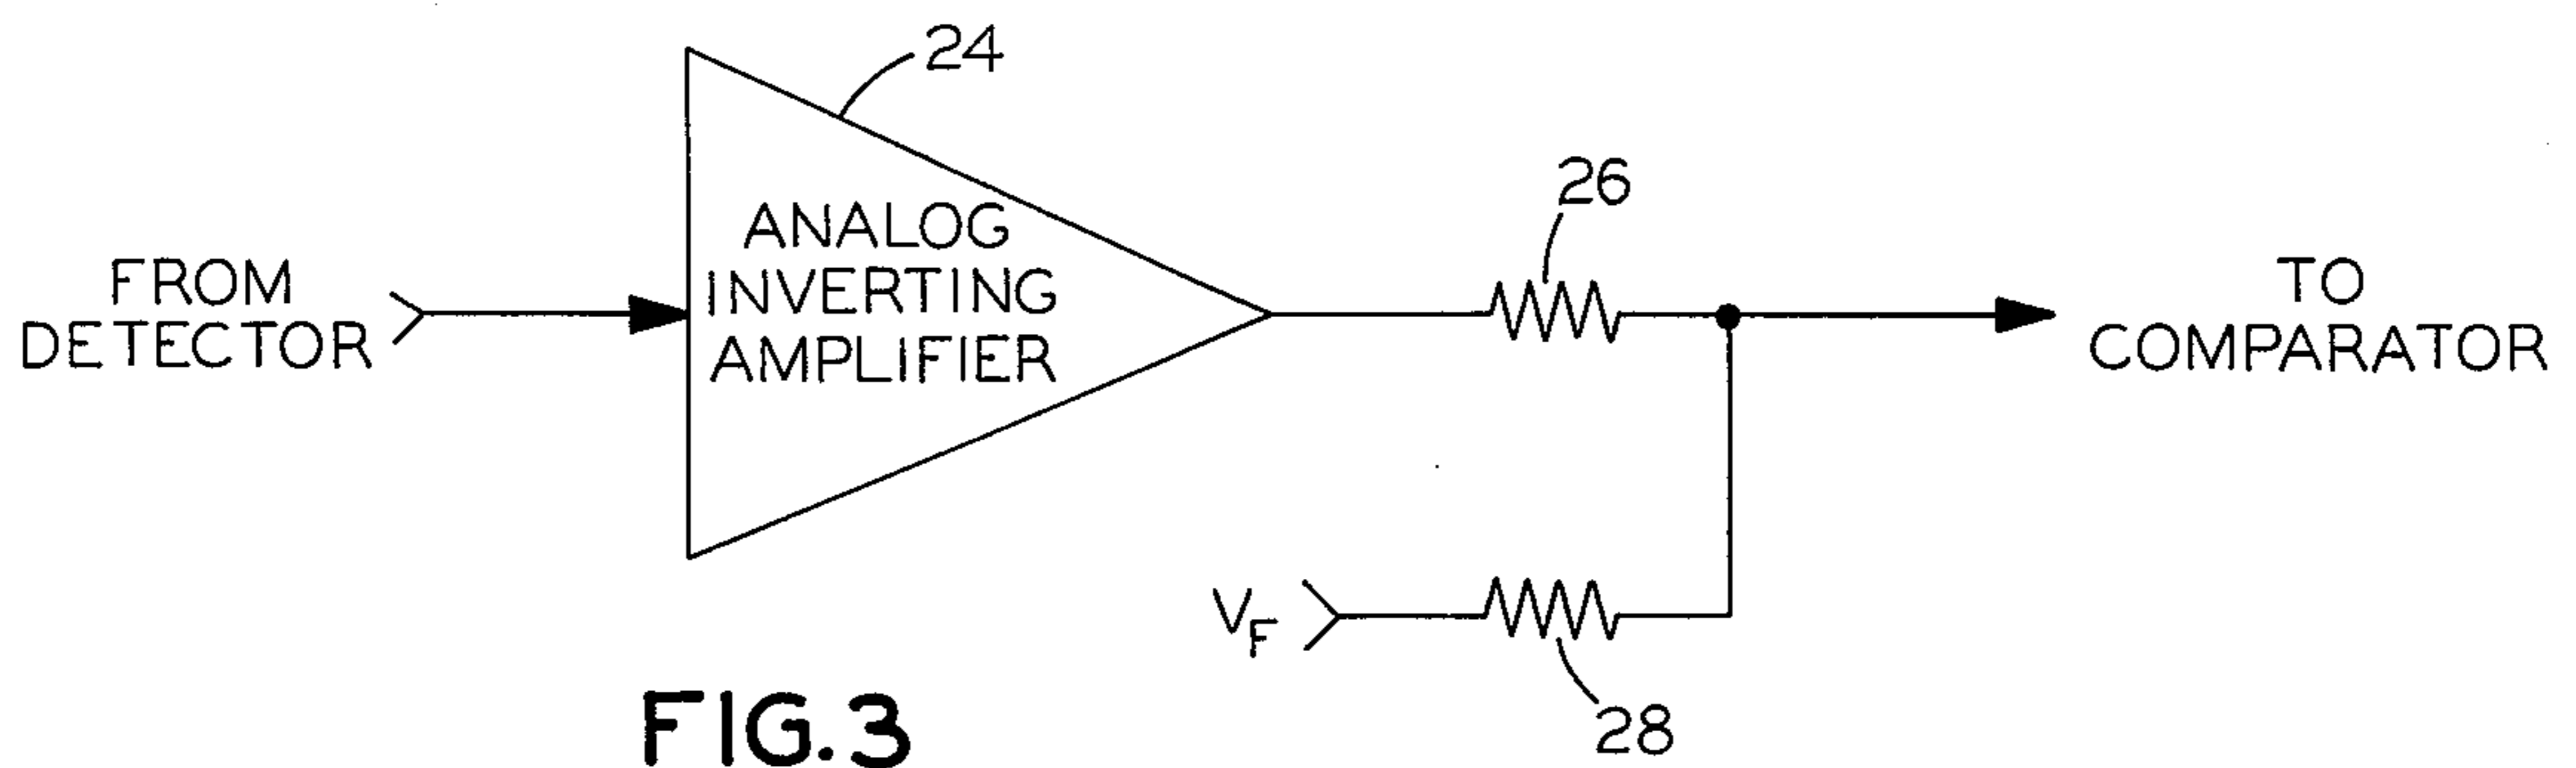 24
26
FROM
DETECTOR
ANALOG
INVERTING
AMPLIFIER
TO
COMPARATOR
VF
28
FIG.3